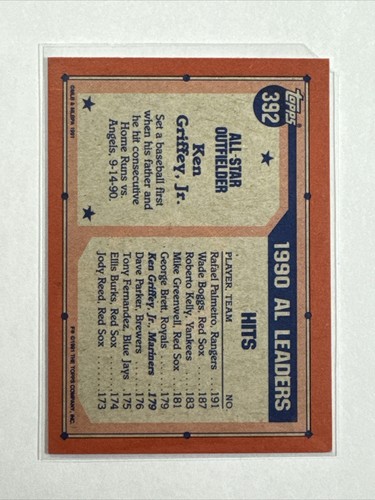 Topps
392
1990 AL LEADERS
ALL-STAR
OUTFIELDER
Ken
Griffey, Jr.
Set a baseball first
when his father and
he hit consecutive
Home Runs vs.
Angels, 9-14-90.
HITS
PLAYER, TEAM NO.
Rafael Palmeiro, Rangers 191
Wade Boggs, Red Sox 187
Roberto Kelly, Yankees 183
Mike Greenwell, Red Sox 181
George Brett, Royals 179
Ken Griffey Jr., Mariners 179
Dave Parker, Brewers 176
Tony Fernandez, Blue Jays 175
Ellis Burks, Red Sox 174
Jody Reed, Red Sox 173
©MLB & MLBPA 1991
© 1991 THE TOPPS COMPANY, INC.